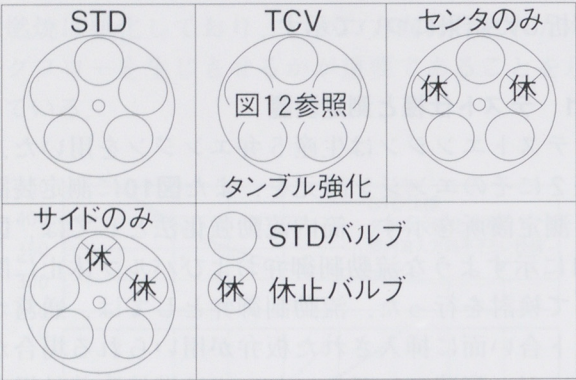 STD
TCV
図12参照
タンブル強化
センタのみ
休 休
サイドのみ
休
休
STDバルブ
休 休止バルブ